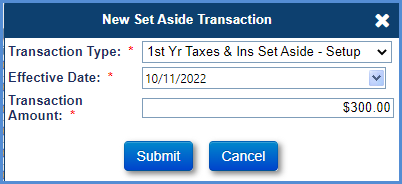 New Set Aside Transaction
Transaction Type: * 1st Yr Taxes & Ins Set Aside - Setup
Effective Date: * 10/11/2022
Transaction
Amount: * $300.00
Submit Cancel